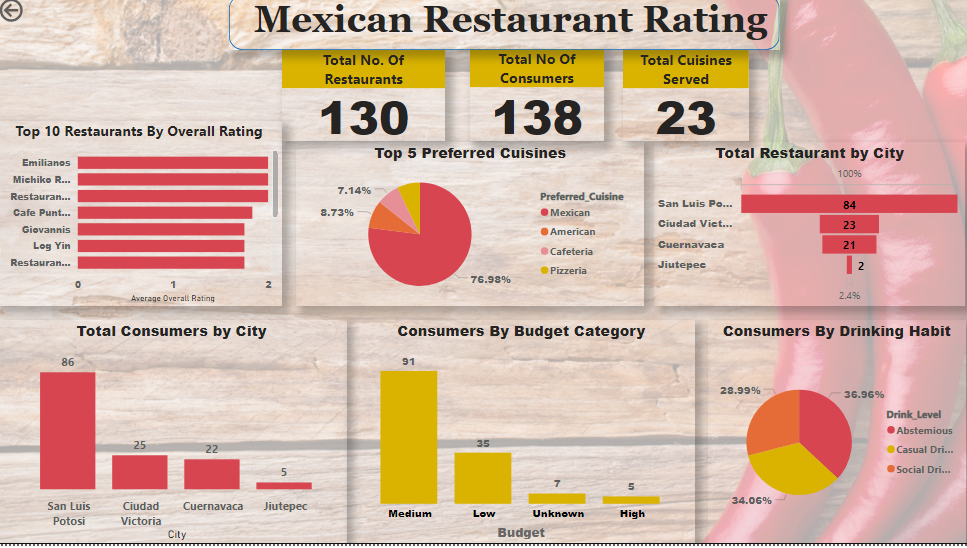 Mexican Restaurant Rating
Total No. Of
Restaurants
130
Total No Of
Consumers
138
Total Cuisines
Served
23
Top 10 Restaurants By Overall Rating
Emilianos
Michiko R...
Restauran...
Cafe Punt...
Giovannis
Log Yin
Restauran...
0 1 2
Average Overall Rating
Top 5 Preferred Cuisines
7.14%
8.73%
76.98%
Preferred_Cuisine
Mexican
American
Cafeteria
Pizzeria
Total Restaurant by City
100%
San Luis Po... 84
Ciudad Vict... 23
Cuernavaca 21
Jiutepec 2
2.4%
Total Consumers by City
86
25
22
5
San Luis
Potosi
Ciudad
Victoria
Cuernavaca
Jiutepec
City
Consumers By Budget Category
91
35
7
5
Medium Low Unknown High
Budget
Consumers By Drinking Habit
28.99%
36.96%
34.06%
Drink_Level
Abstemious
Casual Dri...
Social Dri...